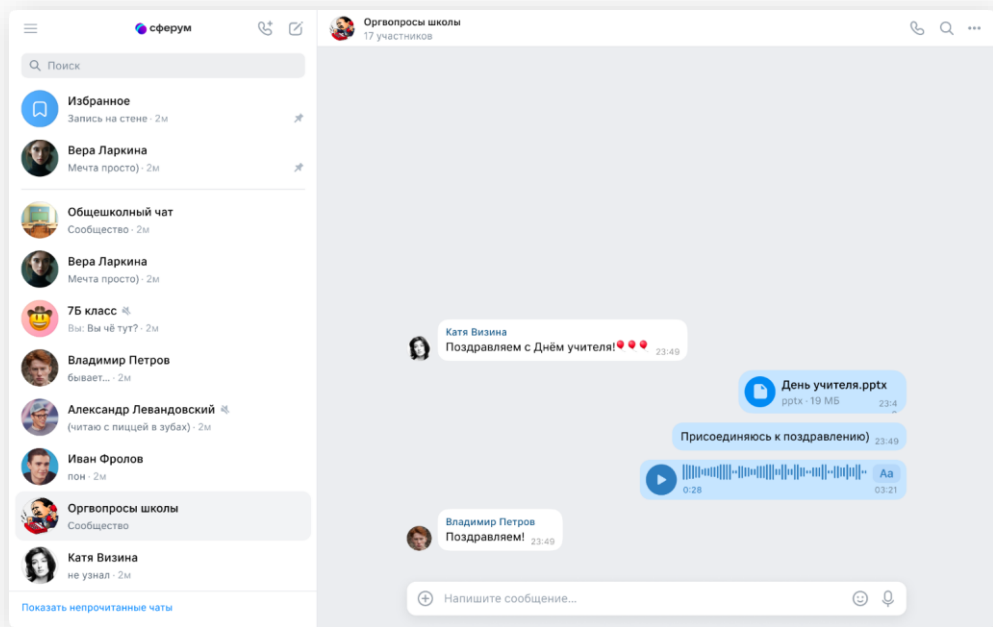 сферум
Поиск
Избранное
Запись на стене · 2м
Вера Ларкина
Мечта просто) · 2м
Общешкольный чат
Сообщество · 2м
Вера Ларкина
Мечта просто) · 2м
7Б класс
Вы: Вы чё тут? · 2м
Владимир Петров
бывает... · 2м
Александр Левандовский
(читаю с пиццей в зубах) · 2м
Иван Фролов
пон · 2м
Оргвопросы школы
Сообщество
Катя Визина
не узнал · 2м
Показать непрочитанные чаты
Оргвопросы школы
17 участников
Катя Визина
Поздравляем с Днём учителя!🎈🎈🎈 23:49
День учителя.pptx
pptx · 19 МБ 23:4
Присоединяюсь к поздравлению) 23:49
Aa
0:28 03:21
Владимир Петров
Поздравляем! 23:49
Напишите сообщение...